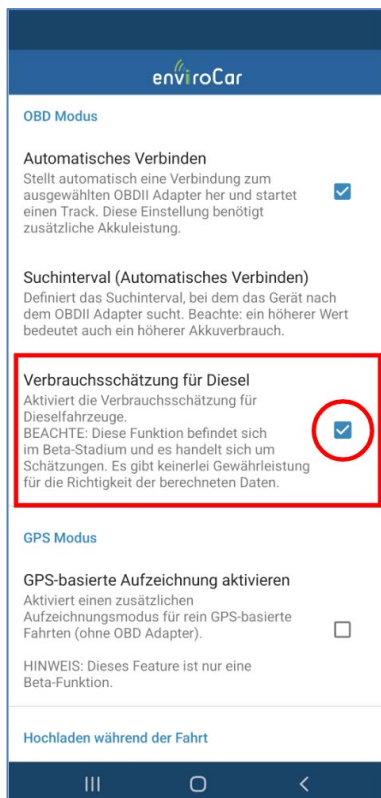 enviroCar
OBD Modus
Automatisches Verbinden
Stellt automatisch eine Verbindung zum
ausgewählten OBDII Adapter her und startet
einen Track. Diese Einstellung benötigt
zusätzliche Akkuleistung.
Suchinterval (Automatisches Verbinden)
Definiert das Suchinterval, bei dem das Gerät nach
dem OBDII Adapter sucht. Beachte: ein höherer Wert
bedeutet auch ein höherer Akkuverbrauch.
Verbrauchsschätzung für Diesel
Aktiviert die Verbrauchsschätzung für
Dieselfahrzeuge.
BEACHTE: Diese Funktion befindet sich
im Beta-Stadium und es handelt sich um
Schätzungen. Es gibt keinerlei Gewährleistung
für die Richtigkeit der berechneten Daten.
GPS Modus
GPS-basierte Aufzeichnung aktivieren
Aktiviert einen zusätzlichen
Aufzeichnungsmodus für rein GPS-basierte
Fahrten (ohne OBD Adapter).
HINWEIS: Dieses Feature ist nur eine
Beta-Funktion.
Hochladen während der Fahrt